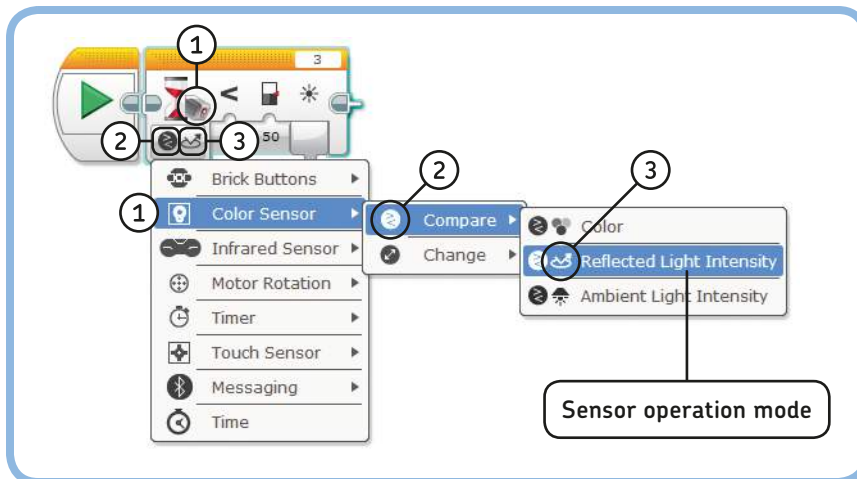 1
3
<
2
3
50
Brick Buttons
2
3
1
Color Sensor
Compare
Color
Infrared Sensor
Change
Reflected Light Intensity
Motor Rotation
Ambient Light Intensity
Timer
Touch Sensor
Messaging
Sensor operation mode
Time